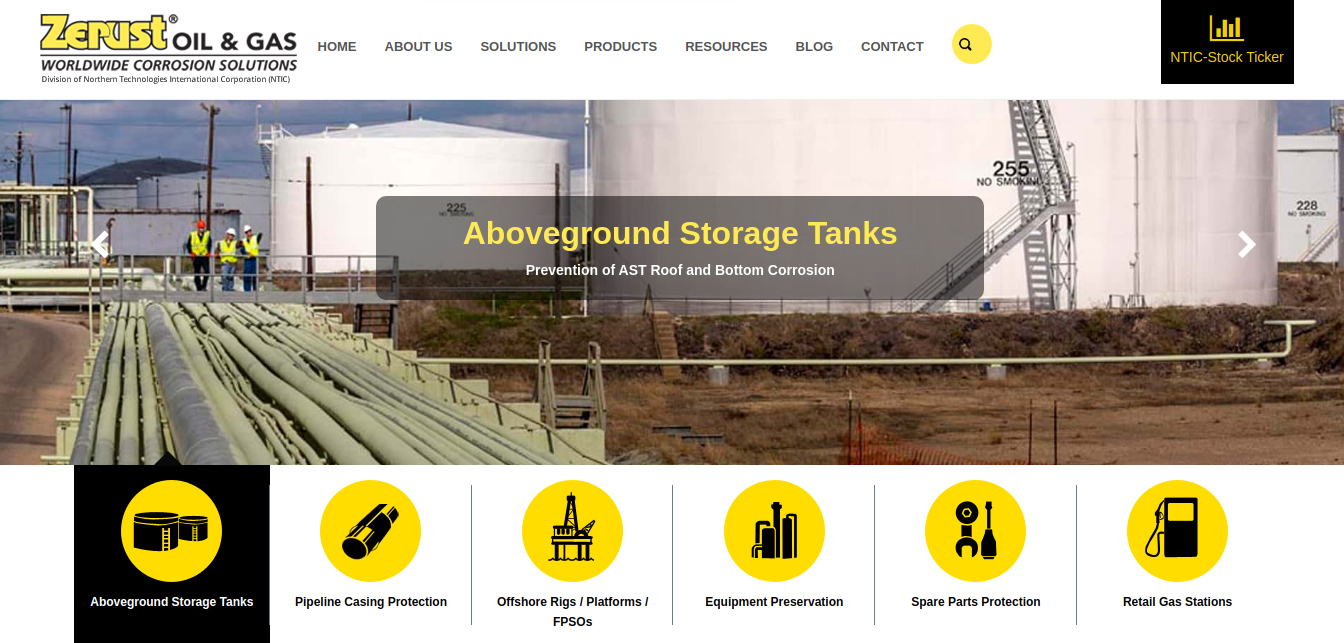 Zerust® OIL & GAS
WORLDWIDE CORROSION SOLUTIONS
Division of Northern Technologies International Corporation (NTIC)
HOME ABOUT US SOLUTIONS PRODUCTS RESOURCES BLOG CONTACT
NTIC-Stock Ticker
255
NO SMOKING
225
NO SMOKING
228
NO SMOKING
Aboveground Storage Tanks
Prevention of AST Roof and Bottom Corrosion
Aboveground Storage Tanks
Pipeline Casing Protection
Offshore Rigs / Platforms /
FPSOs
Equipment Preservation
Spare Parts Protection
Retail Gas Stations